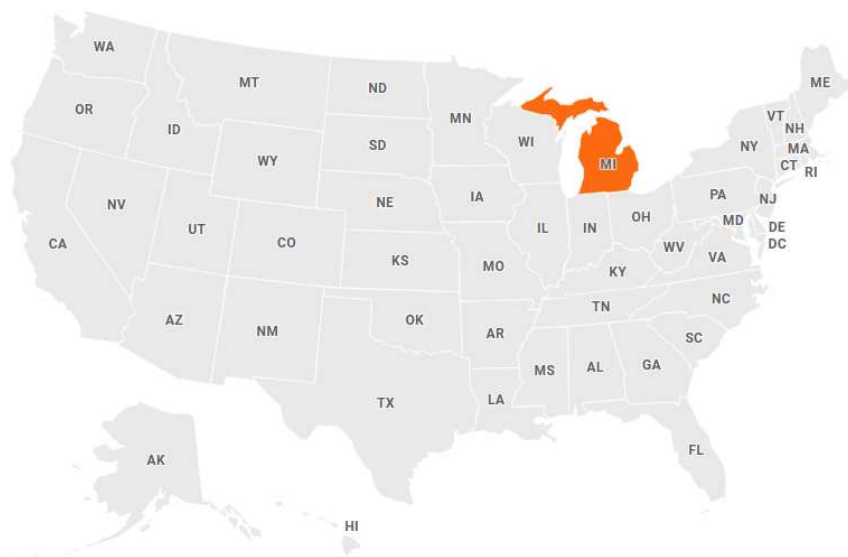 WA
MT
ND
MN
ME
OR
ID
SD
WI
MI
VT
NH
NY
MA
CT
RI
WY
IA
NE
PA
NJ
NV
UT
CO
IL
IN
OH
MD
DE
DC
CA
KS
MO
WV
VA
KY
AZ
NM
OK
AR
TN
NC
SC
TX
LA
MS
AL
GA
FL
AK
HI